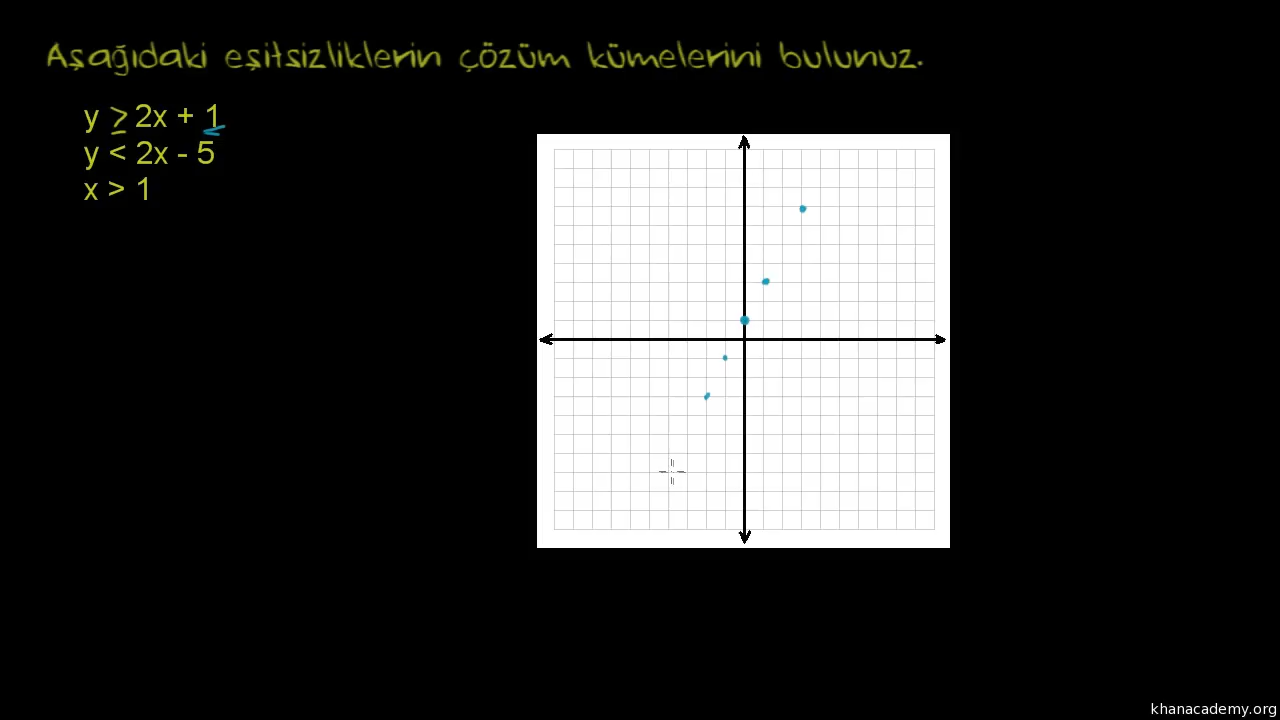 Aşağıdaki eşitsizliklerin çözüm kümelerini bulunuz.
y ≥ 2x + 1
y < 2x - 5
x > 1
khanacademy.org